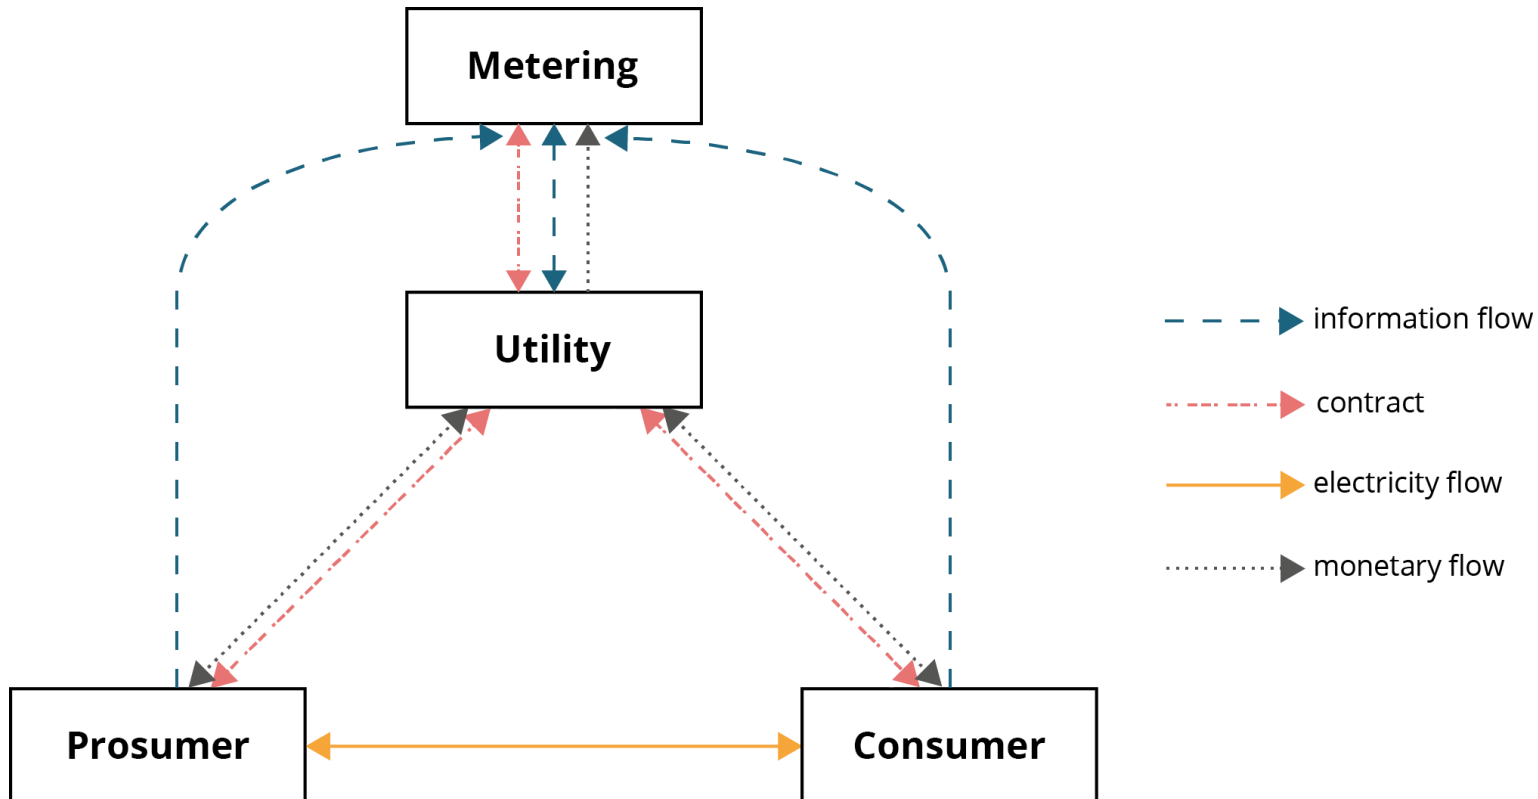 Metering
Utility
information flow
contract
electricity flow
monetary flow
Prosumer
Consumer